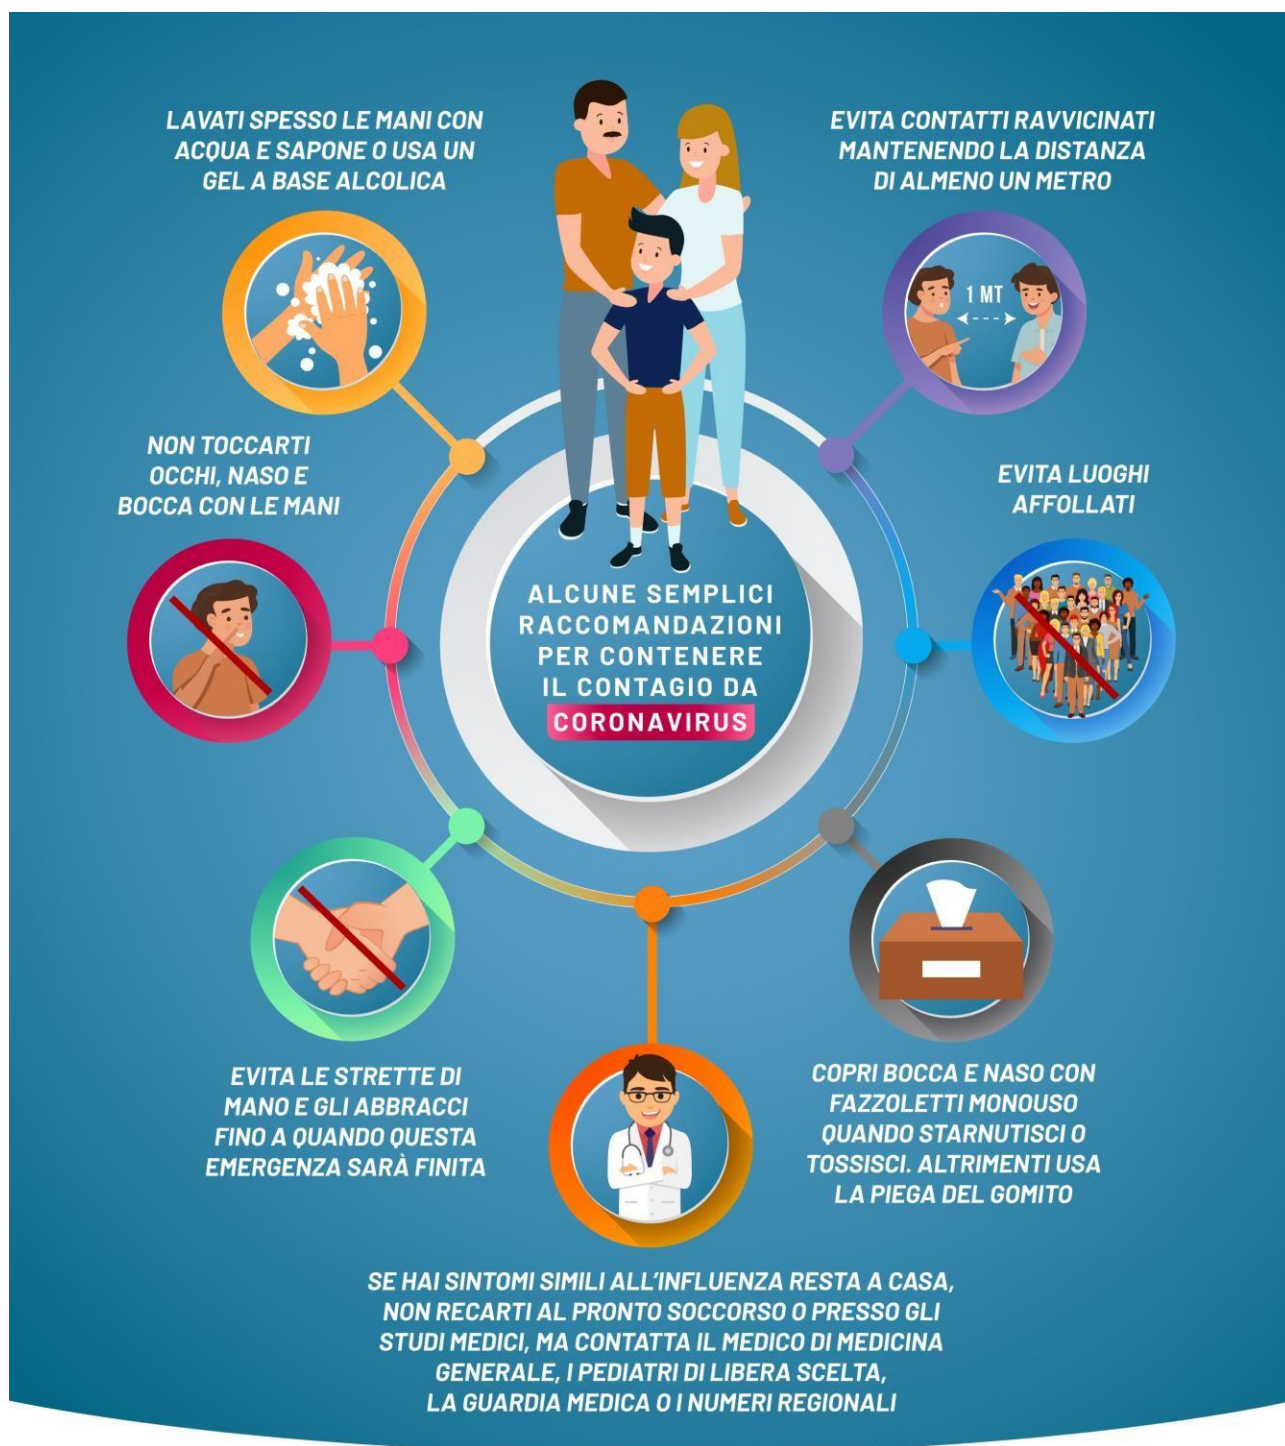 LAVATI SPESSO LE MANI CON
ACQUA E SAPONE O USA UN
GEL A BASE ALCOLICA
EVITA CONTATTI RAVVICINATI
MANTENENDO LA DISTANZA
DI ALMENO UN METRO
1 MT
NON TOCCARTI
OCCHI, NASO E
BOCCA CON LE MANI
EVITA LUOGHI
AFFOLLATI
ALCUNE SEMPLICI
RACCOMANDAZIONI
PER CONTENERE
IL CONTAGIO DA
CORONAVIRUS
EVITA LE STRETTE DI
MANO E GLI ABBRACCI
FINO A QUANDO QUESTA
EMERGENZA SARÀ FINITA
COPRI BOCCA E NASO CON
FAZZOLETTI MONOUSO
QUANDO STARNUTISCI O
TOSSISCI. ALTRIMENTI USA
LA PIEGA DEL GOMITO
SE HAI SINTOMI SIMILI ALL'INFLUENZA RESTA A CASA,
NON RECARTI AL PRONTO SOCCORSO O PRESSO GLI
STUDI MEDICI, MA CONTATTA IL MEDICO DI MEDICINA
GENERALE, I PEDIATRI DI LIBERA SCELTA,
LA GUARDIA MEDICA O I NUMERI REGIONALI